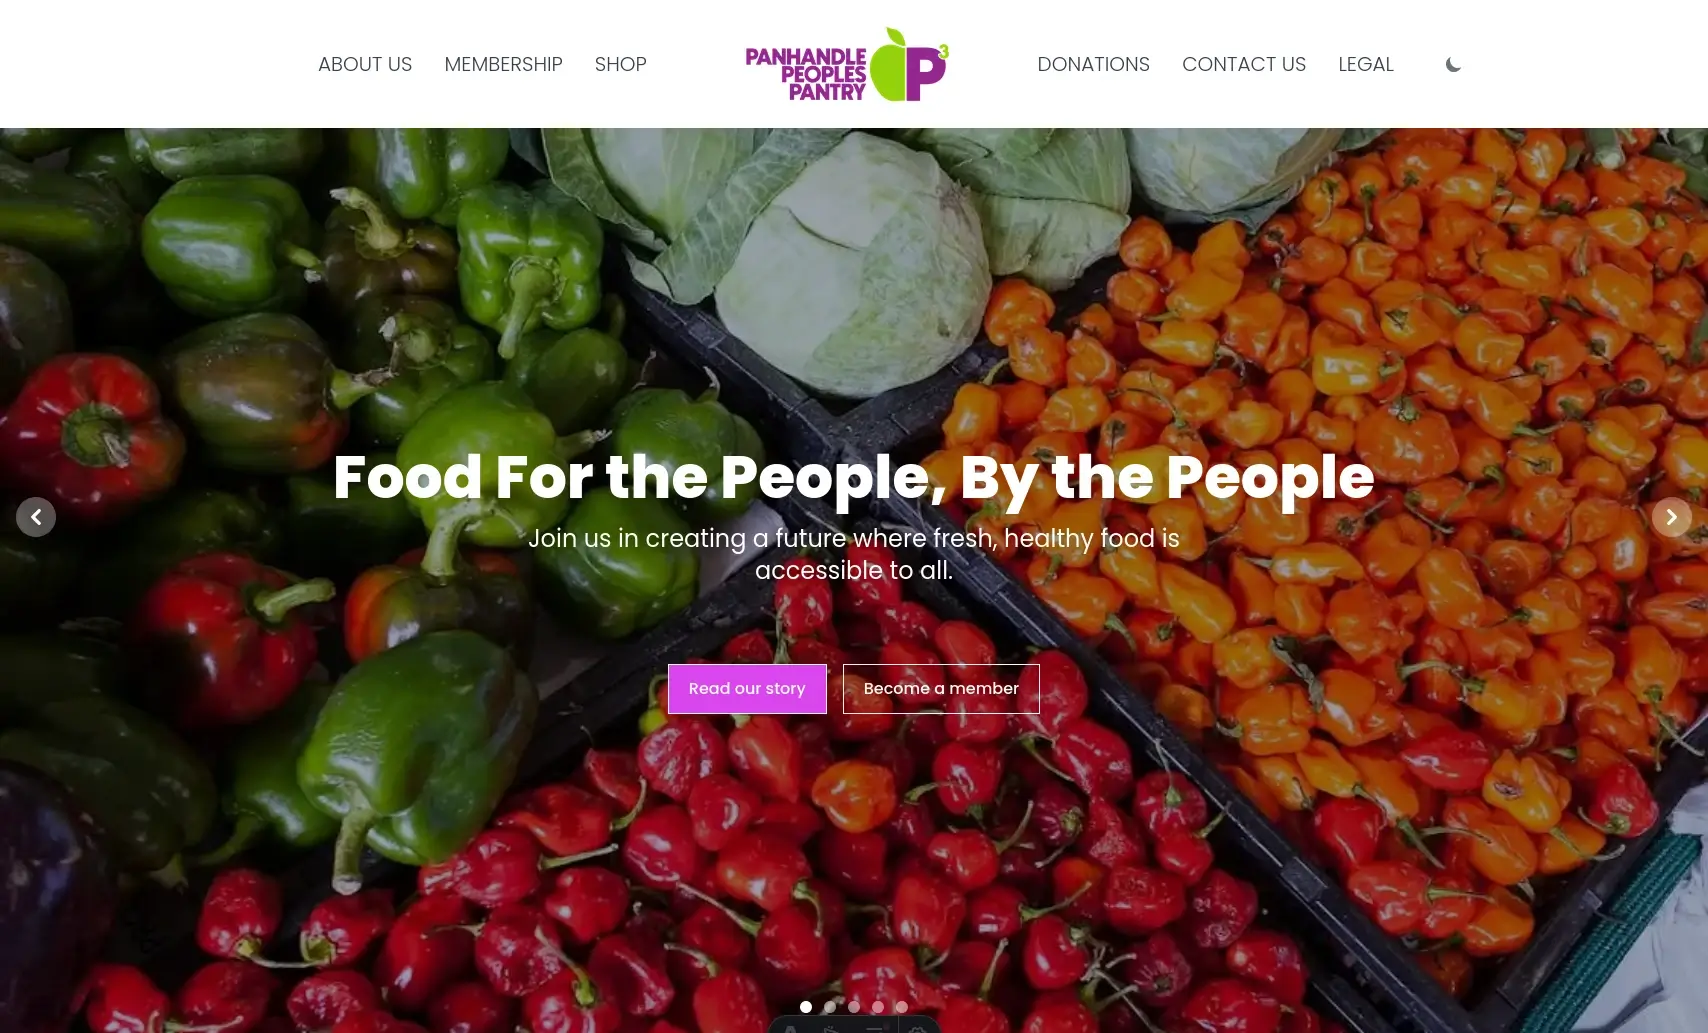 ABOUT US
MEMBERSHIP
SHOP
PANHANDLE
PEOPLES
PANTRY
P3
DONATIONS
CONTACT US
LEGAL
Food For the People, By the People
Join us in creating a future where fresh, healthy food is
accessible to all.
Read our story
Become a member